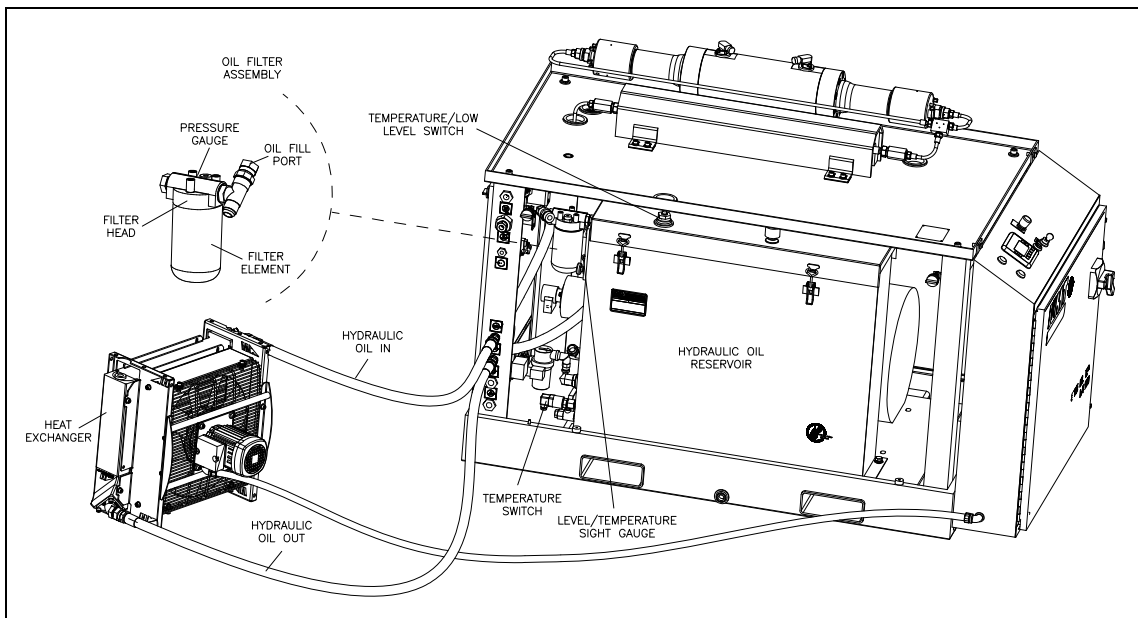 OIL FILTER
ASSEMBLY
PRESSURE
GAUGE
OIL FILL
PORT
FILTER
HEAD
FILTER
ELEMENT
TEMPERATURE/LOW
LEVEL SWITCH
HYDRAULIC
OIL IN
HYDRAULIC OIL
RESERVOIR
HEAT
EXCHANGER
HYDRAULIC
OIL OUT
TEMPERATURE
SWITCH
LEVEL/TEMPERATURE
SIGHT GAUGE